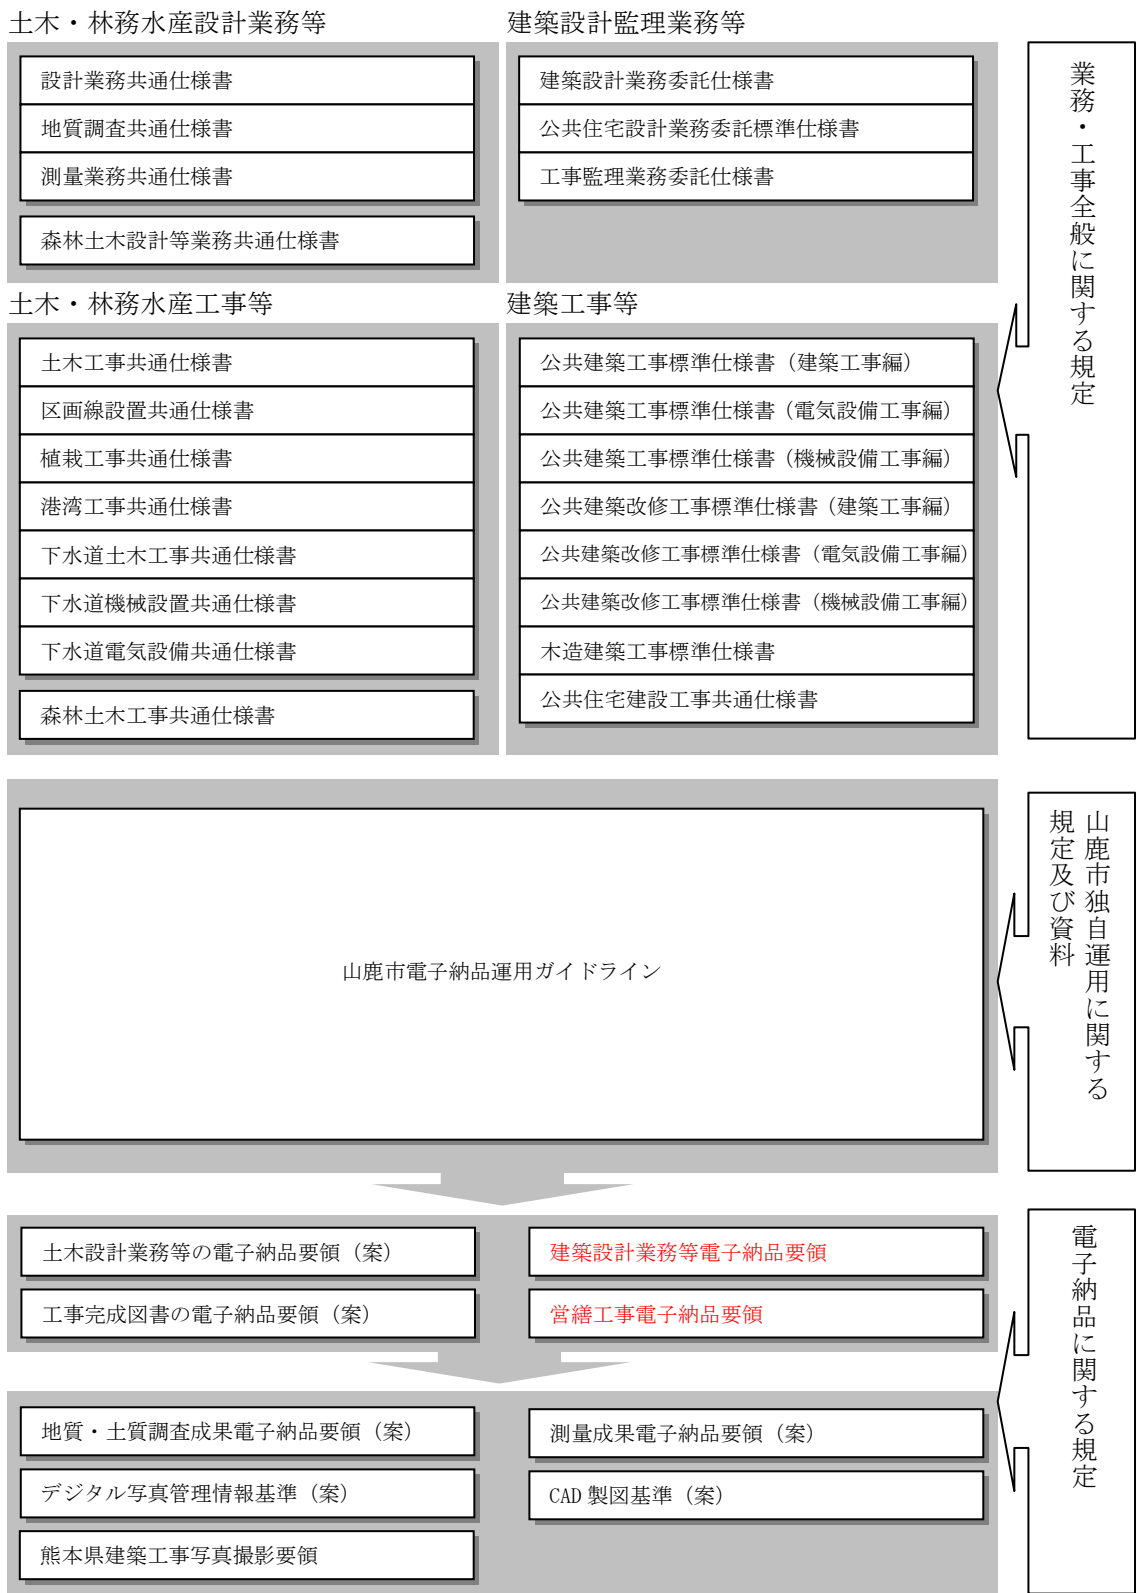 土木・林務水産設計業務等
設計業務共通仕様書
地質調査共通仕様書
測量業務共通仕様書
森林土木設計等業務共通仕様書
建築設計監理業務等
建築設計業務委託仕様書
公共住宅設計業務委託標準仕様書
工事監理業務委託仕様書
土木・林務水産工事等
土木工事共通仕様書
区画線設置共通仕様書
植栽工事共通仕様書
港湾工事共通仕様書
下水道土木工事共通仕様書
下水道機械設置共通仕様書
下水道電気設備共通仕様書
森林土木工事共通仕様書
建築工事等
公共建築工事標準仕様書（建築工事編）
公共建築工事標準仕様書（電気設備工事編）
公共建築工事標準仕様書（機械設備工事編）
公共建築改修工事標準仕様書（建築工事編）
公共建築改修工事標準仕様書（電気設備工事編）
公共建築改修工事標準仕様書（機械設備工事編）
木造建築工事標準仕様書
公共住宅建設工事共通仕様書
業務・工事全般に関する規定
山鹿市電子納品運用ガイドライン
山鹿市独自運用に関する
規定及び資料
土木設計業務等の電子納品要領（案）
工事完成図書の電子納品要領（案）
建築設計業務等電子納品要領
営繕工事電子納品要領
地質・土質調査成果電子納品要領（案）
デジタル写真管理情報基準（案）
熊本県建築工事写真撮影要領
測量成果電子納品要領（案）
CAD 製図基準（案）
電子納品に関する規定